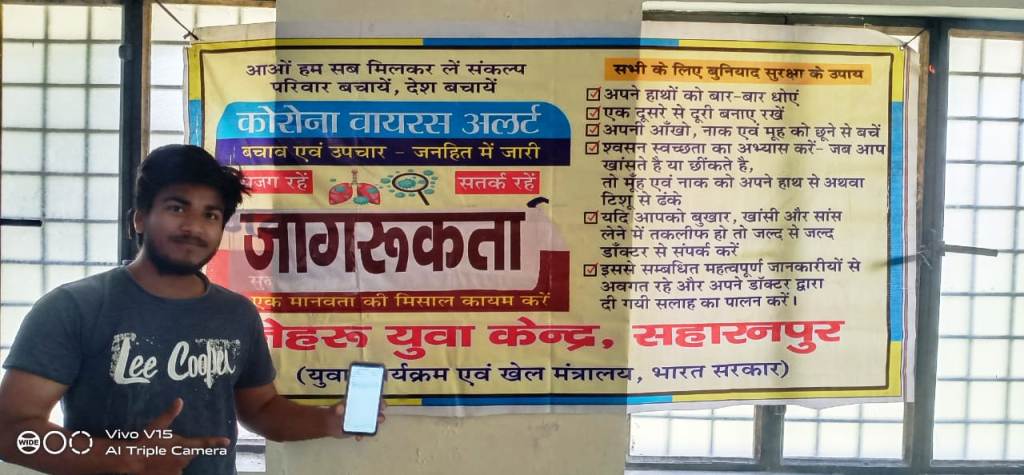 आओं हम सब मिलकर लें संकल्प
परिवार बचायें, देश बचायें
कोरोना वायरस अलर्ट
बचाव एवं उपचार - जनहित में जारी
रहें
सतर्क रहें
जागरूकता
एक मानवता की मिसाल कायम करें
सभी के लिए बुनियाद सुरक्षा के उपाय
अपने हाथों को बार-बार धोएं
एक दूसरे से दूरी बनाए रखें
अपनी आँखो, नाक एवं मूह को छूने से बचें
श्वसन स्वच्छता का अभ्यास करें- जब आप
खांसते है या छींकते है,
तो मूँह एवं नाक को अपने हाथ से अथवा
टिशू से ढंके
यदि आपको बुखार, खांसी और सांस
लेने में तकलीफ हो तो जल्द से जल्द
डॉक्टर से संपर्क करें
इससे सम्बधित महत्वपूर्ण जानकारीयों से
अवगत रहे और अपने डॉक्टर द्वारा
दी गयी सलाह का पालन करें।
युवा केन्द्र, सहारनपुर
एवं खेल मंत्रालय, भारत सरकार)
Lee Cooper
WIDE
Vivo V15
AI Triple Camera